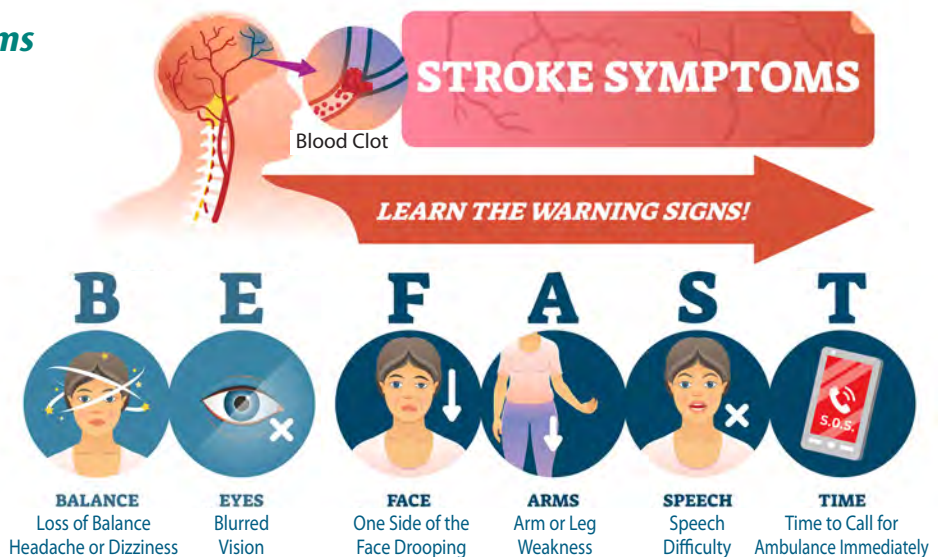 ms
STROKE SYMPTOMS
Blood Clot
LEARN THE WARNING SIGNS!
B E F A S T
S.O.S.
BALANCE EYES FACE ARMS SPEECH TIME
Loss of Balance Blurred One Side of the Arm or Leg Speech Time to Call for
Headache or Dizziness Vision Face Drooping Weakness Difficulty Ambulance Immediately